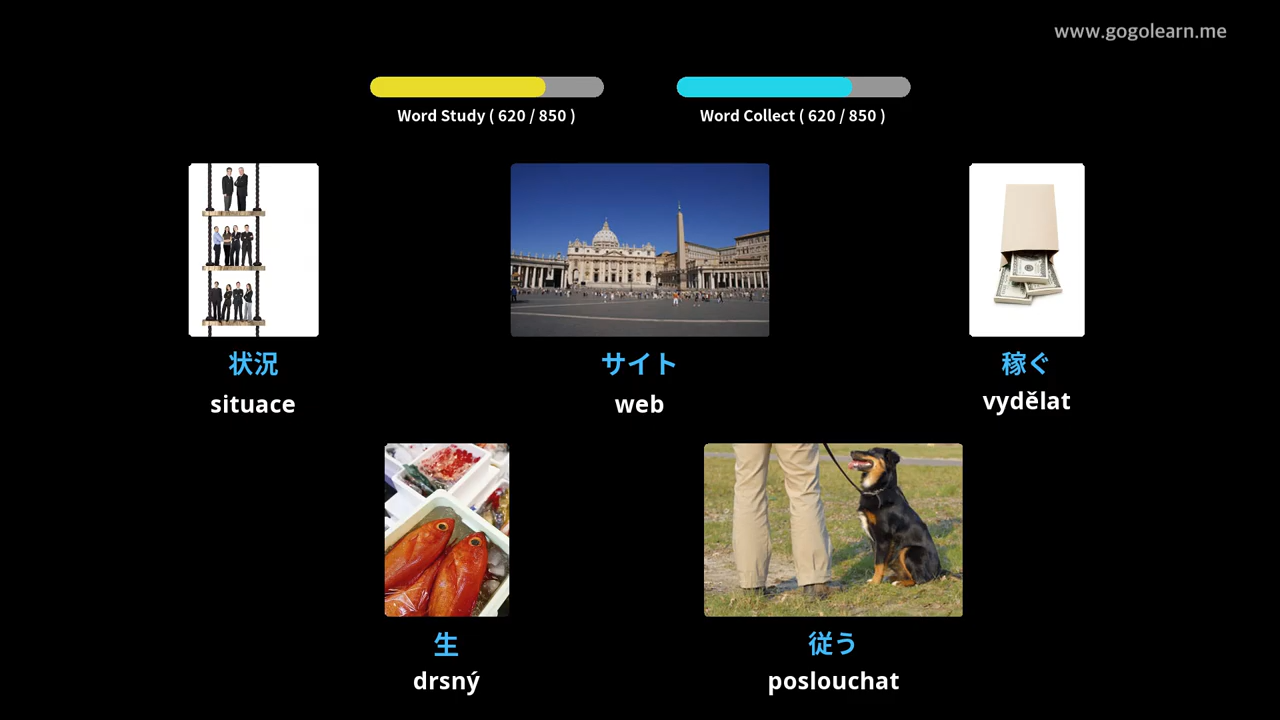 www.gogolearn.me
Word Study ( 620 / 850 )
Word Collect ( 620 / 850 )
状況
situace
サイト
web
稼ぐ
vydělat
生
drsný
従う
poslouchat